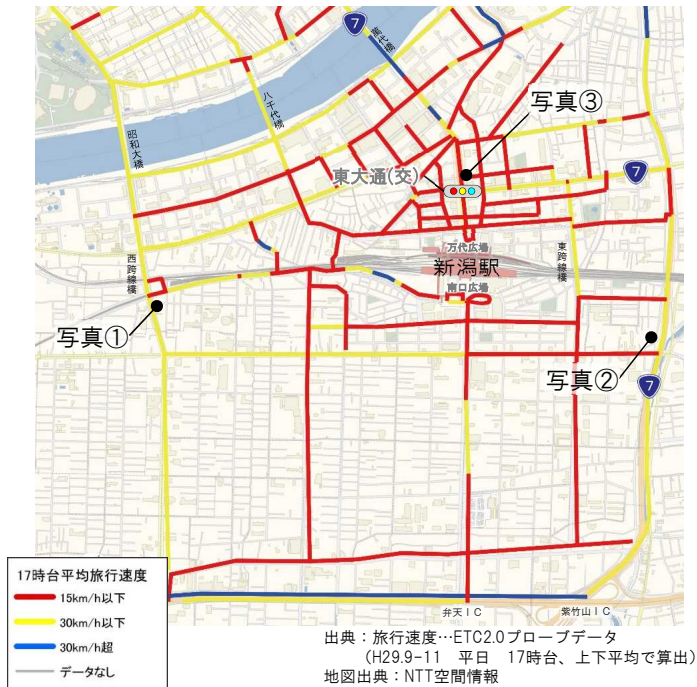 7
萬代橋
八千代橋
昭和大橋
写真③
東大通(交)
7
万代広場
新潟駅
南口広場
東跨線橋
西跨線橋
写真①
写真②
7
17時台平均旅行速度
15km/h以下
30km/h以下
30km/h超
データなし
弁天IC
紫竹山IC
出典：旅行速度…ETC2.0プローブデータ
(H29.9-11　平日　17時台、上下平均で算出)
地図出典：NTT空間情報